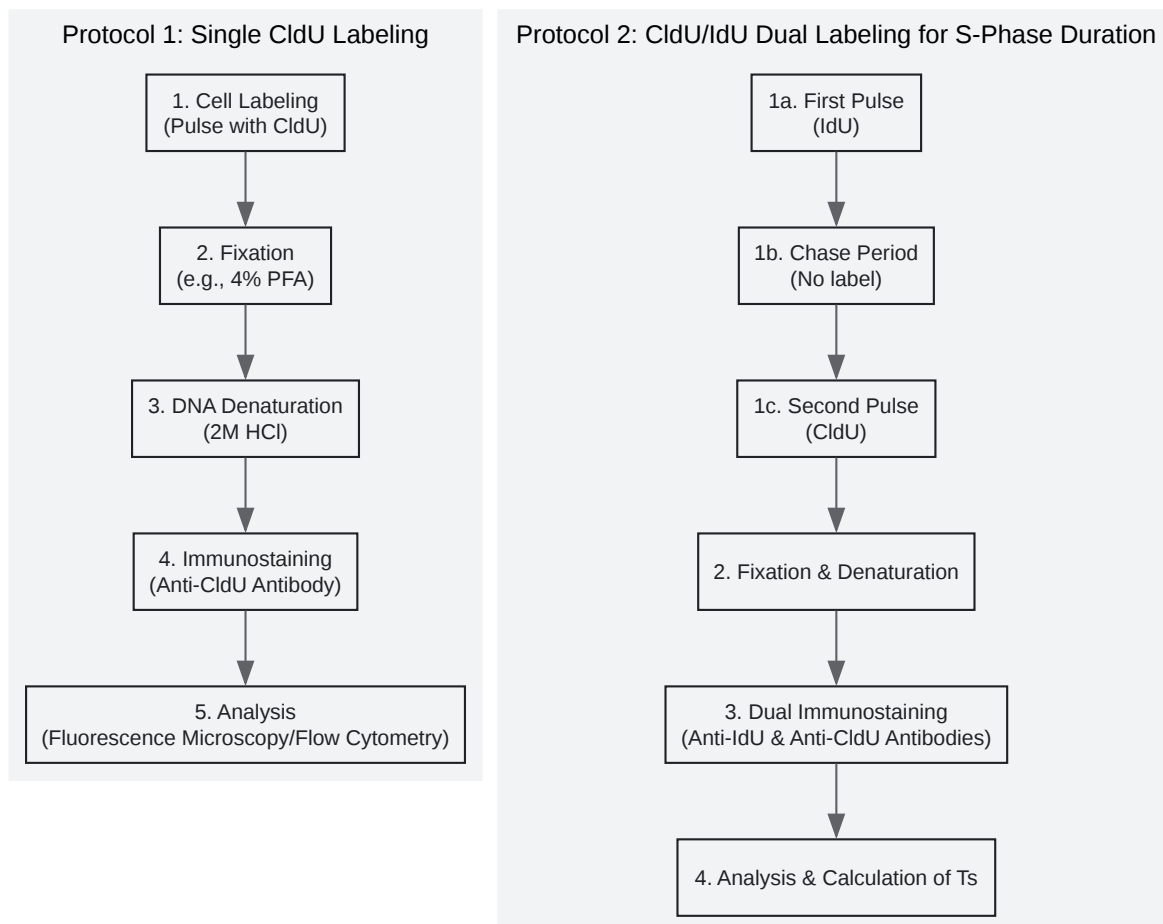 Protocol 1: Single CldU Labeling
1. Cell Labeling
(Pulse with CldU)
2. Fixation
(e.g., 4% PFA)
3. DNA Denaturation
(2M HCl)
4. Immunostaining
(Anti-CldU Antibody)
5. Analysis
(Fluorescence Microscopy/Flow Cytometry)
Protocol 2: CldU/IdU Dual Labeling for S-Phase Duration
1a. First Pulse
(IdU)
1b. Chase Period
(No label)
1c. Second Pulse
(CldU)
2. Fixation & Denaturation
3. Dual Immunostaining
(Anti-IdU & Anti-CldU Antibodies)
4. Analysis & Calculation of Ts